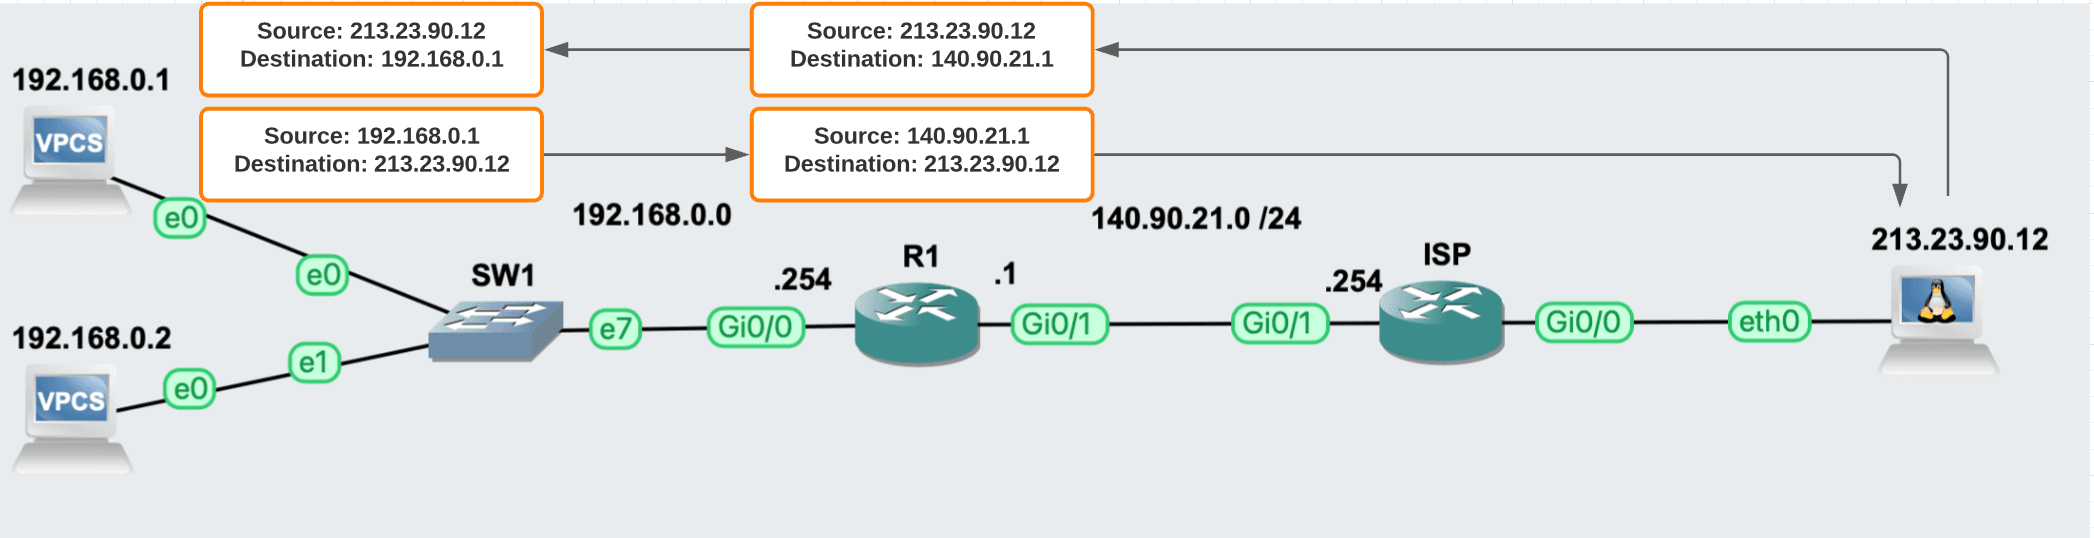 Source: 213.23.90.12
Destination: 192.168.0.1
Source: 213.23.90.12
Destination: 140.90.21.1
192.168.0.1
VPCS
Source: 192.168.0.1
Destination: 213.23.90.12
Source: 140.90.21.1
Destination: 213.23.90.12
e0
192.168.0.0
140.90.21.0 /24
213.23.90.12
e0
SW1
.254
R1
.1
.254
ISP
192.168.0.2
VPCS
e0
e1
e7
Gi0/0
Gi0/1
Gi0/1
Gi0/0
eth0